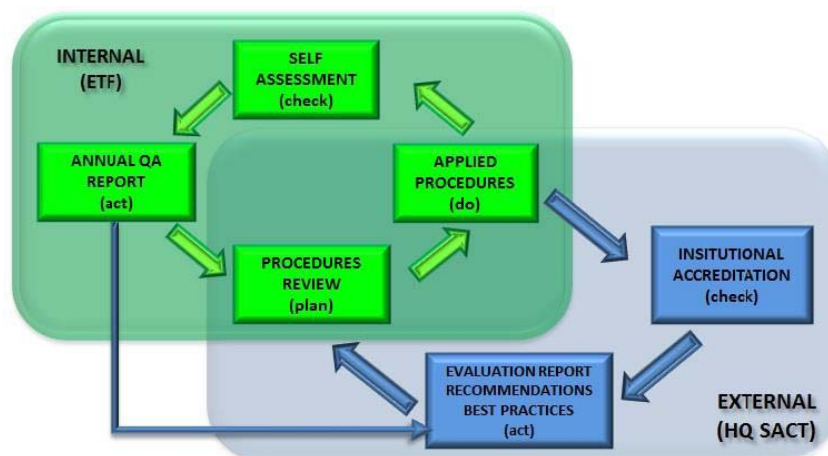 INTERNAL
(ETF)
SELF
ASSESSMENT
(check)
ANNUAL QA
REPORT
(act)
APPLIED
PROCEDURES
(do)
PROCEDURES
REVIEW
(plan)
INSITUTIONAL
ACCREDITATION
(check)
EVALUATION REPORT
RECOMMENDATIONS
BEST PRACTICES
(act)
EXTERNAL
(HQ SACT)